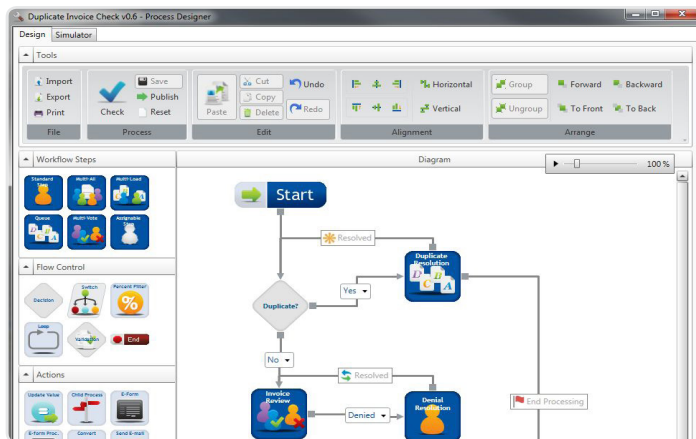 Duplicate Invoice Check v0.6 - Process Designer
Design Simulator
Tools
Import Save Cut Undo Horizontal Group Forward Backward
Export Check Publish Paste Copy
Print Reset Delete Redo Vertical Ungroup To Front To Back
File Process Edit Alignment Arrange
Workflow Steps
Diagram
100 %
Standard Step Multi-All Multi-Load
Queue Multi-Vote Assignable Step
Flow Control
Decision Switch Percent Filter
Loop Validation End
Actions
Update Value Child Process E-Form
E-form Proc. Convert Send E-mail
Start
Resolved
Duplicate Resolution
D C B A
Yes
Duplicate?
No
Resolved
Invoice Review
Denied
Denial Resolution
End Processing